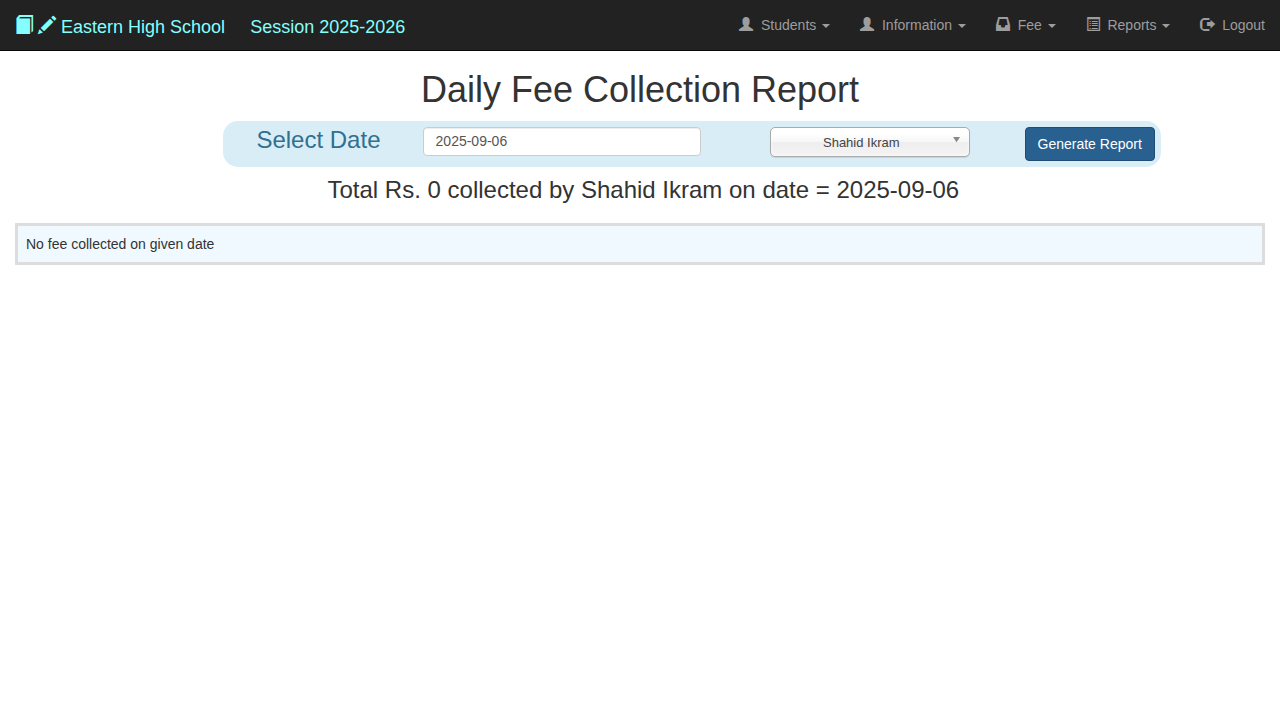 Eastern High School Session 2025-2026 Students Information Fee Reports Logout
Daily Fee Collection Report
Select Date 2025-09-06 Shahid Ikram Generate Report
Total Rs. 0 collected by Shahid Ikram on date = 2025-09-06
No fee collected on given date